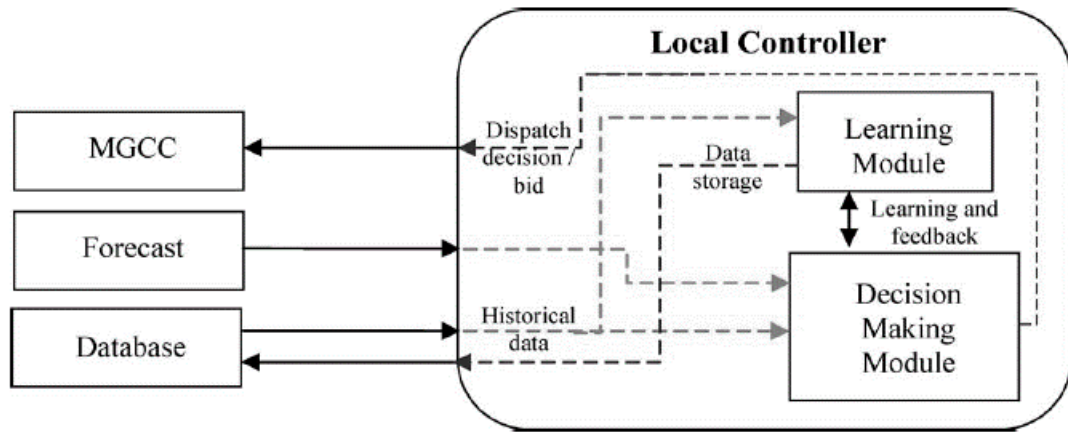 Local Controller
MGCC
Dispatch
decision /
bid
Learning
Module
Data
storage
Learning and
feedback
Forecast
Decision
Making
Module
Historical
data
Database